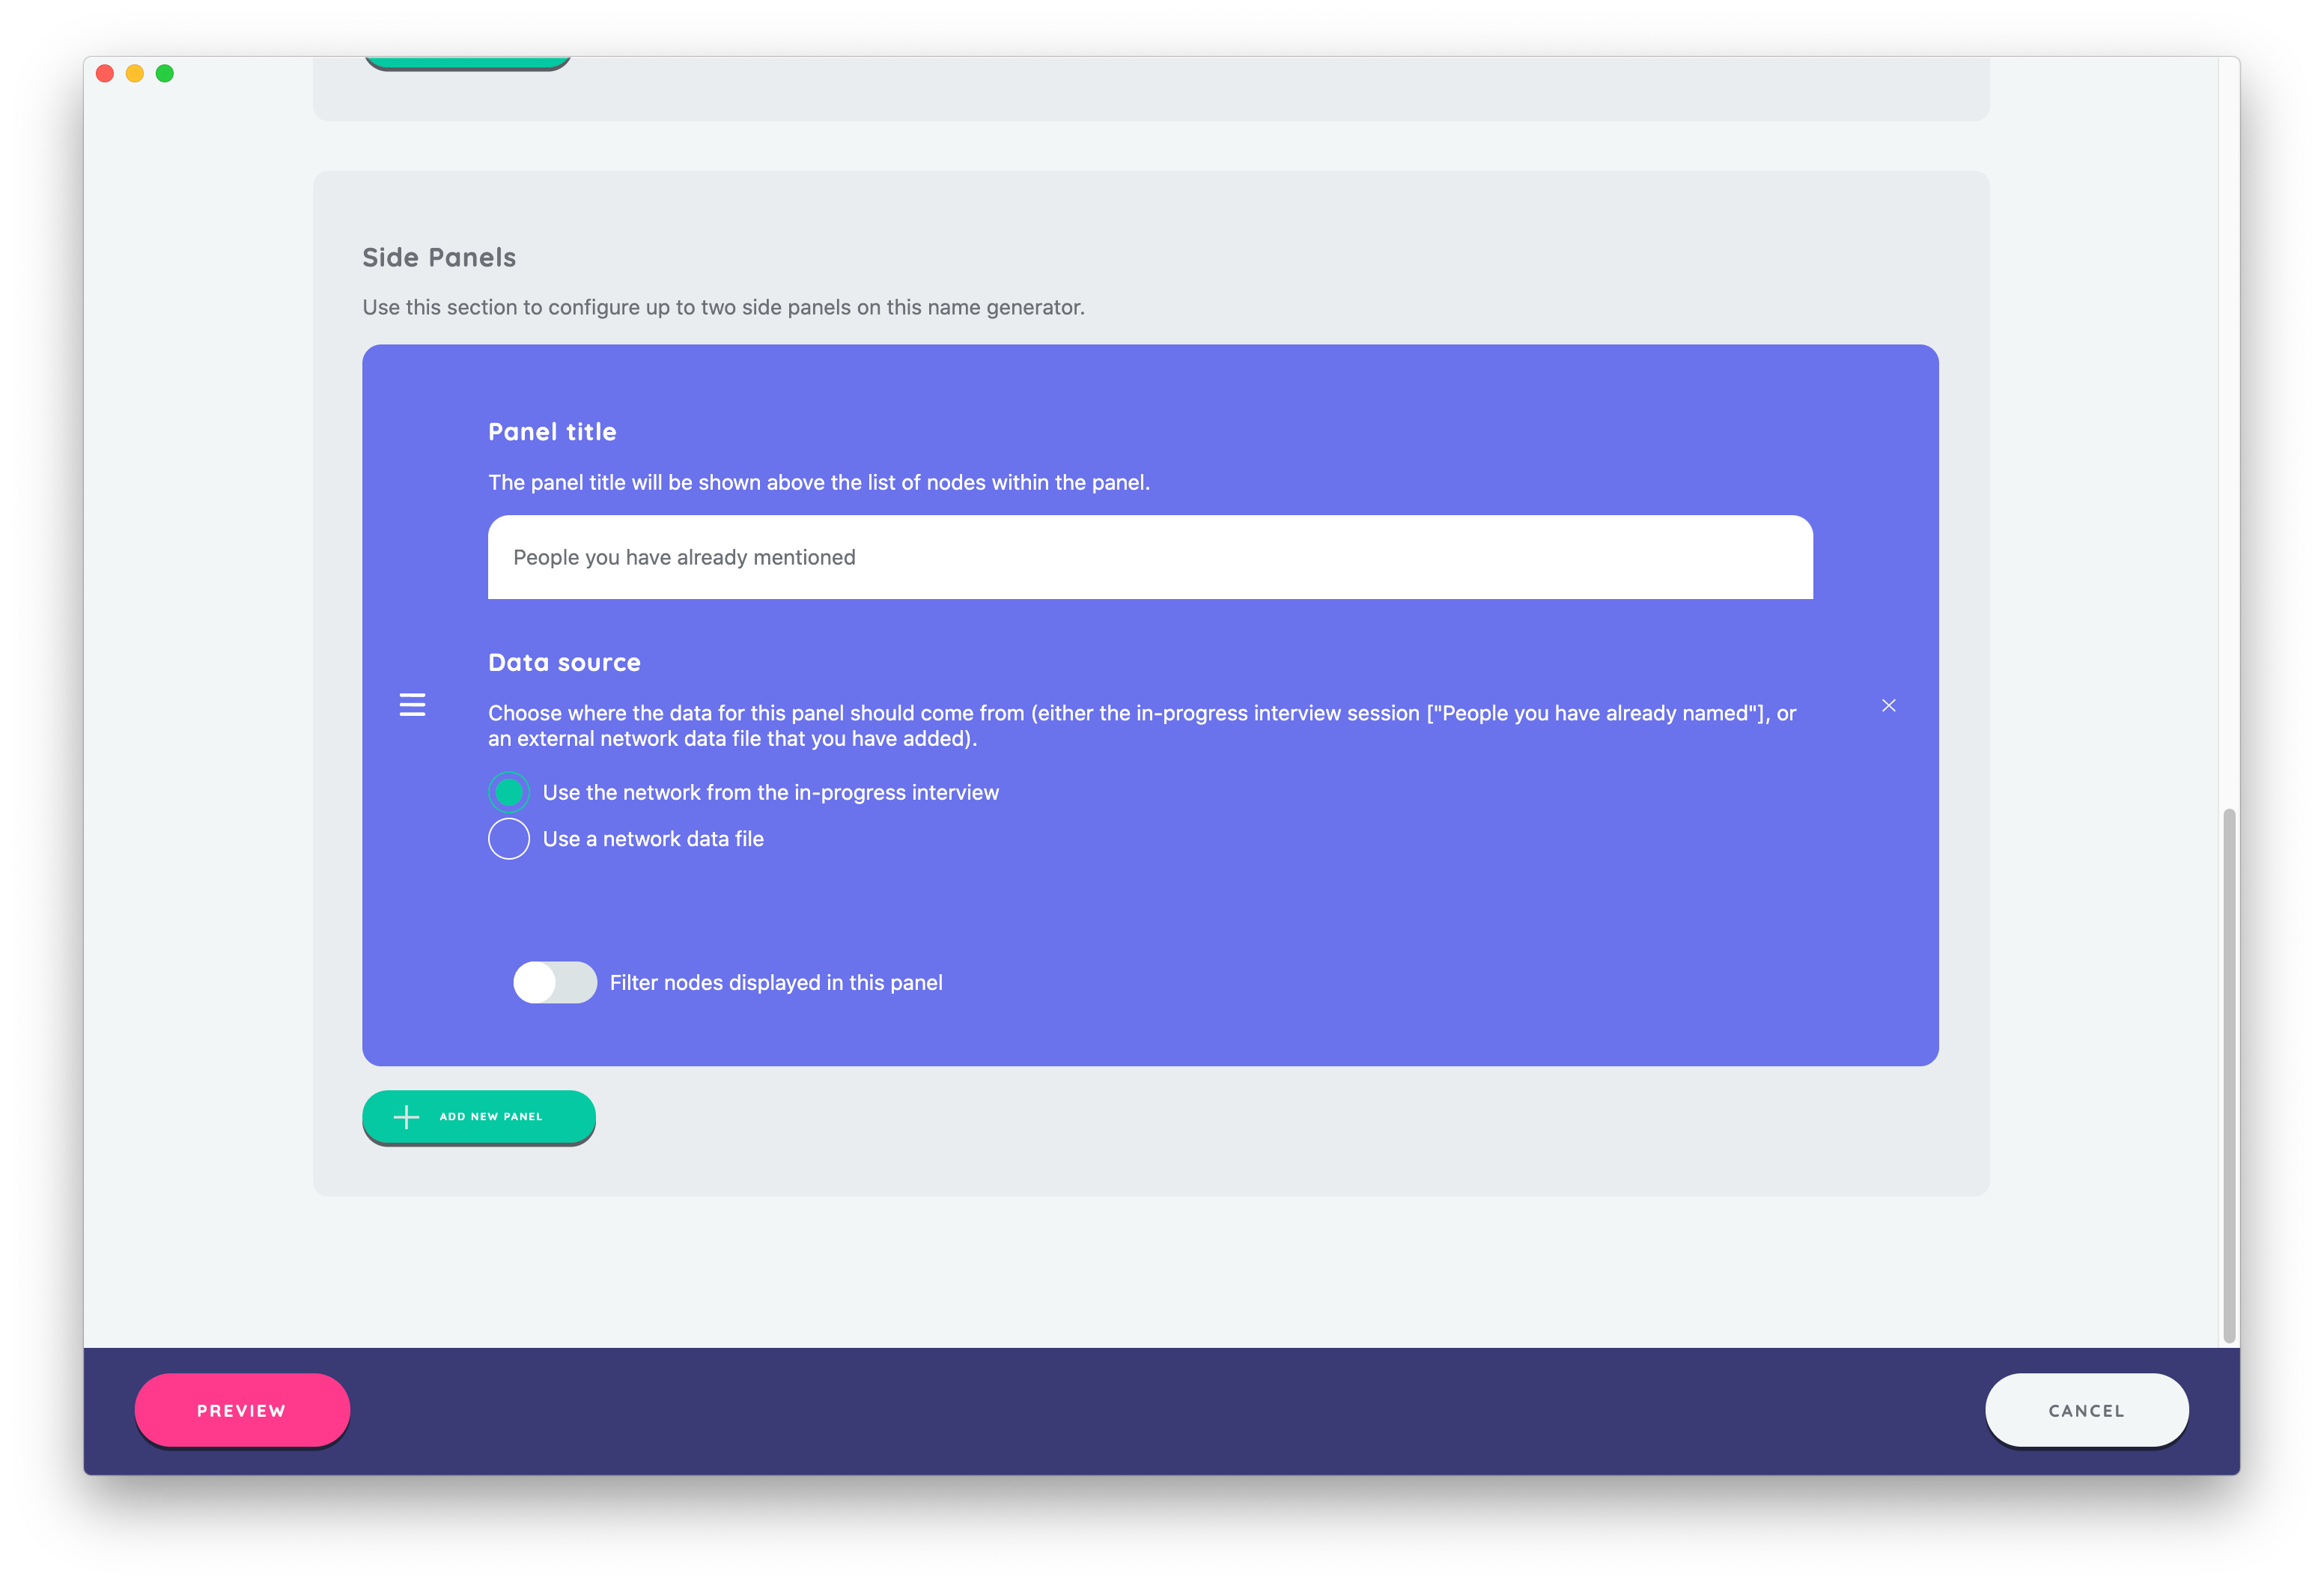 Side Panels
Use this section to configure up to two side panels on this name generator.
Panel title
The panel title will be shown above the list of nodes within the panel.
People you have already mentioned
Data source
Choose where the data for this panel should come from (either the in-progress interview session ["People you have already named"], or
an external network data file that you have added).
Use the network from the in-progress interview
Use a network data file
Filter nodes displayed in this panel
ADD NEW PANEL
PREVIEW
CANCEL